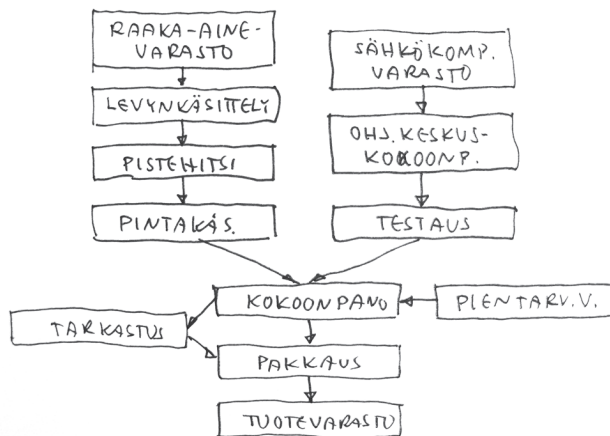 RAAKA-AINE-
VARASTO
LEVYNKÄSITTELY
PISTEHITSI
PINTAKÄS.
SÄHKÖKOMP.
VARASTO
OHJ. KESKUS-
KOKOONP.
TESTAUS
KOKOONPANO
PIENTARV.V.
TARKASTUS
PAKKAUS
TUOTEVARASTO